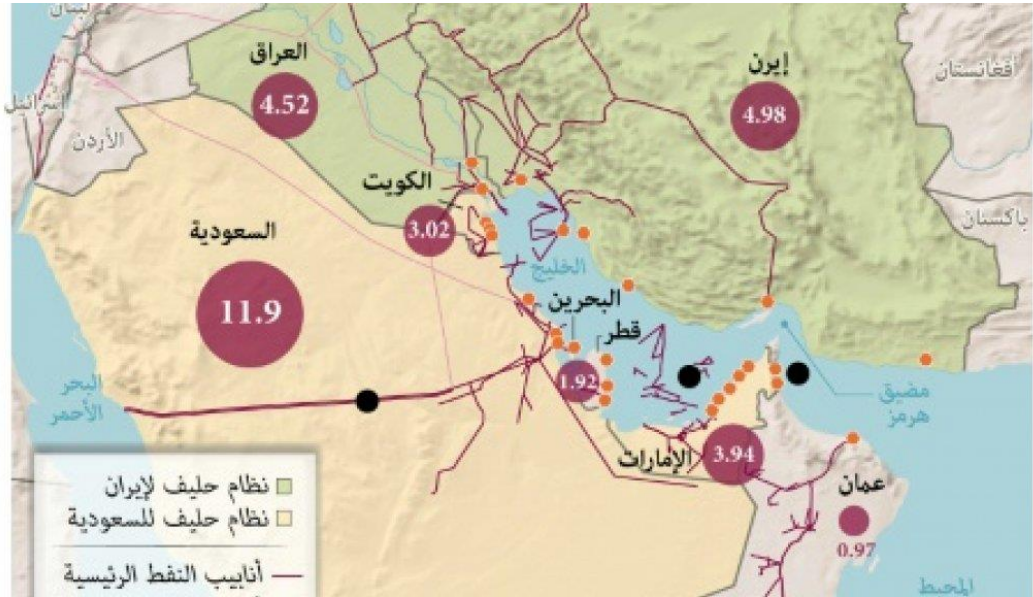 لبنان
العراق
4.52
إيرن
4.98
أفغانستان
إسرائيل
الأردن
الكويت
3.02
باكستان
السعودية
11.9
الخليج
البحرين
قطر
1.92
مضيق
هرمز
البحر
الأحمر
الإمارات
3.94
عمان
0.97
نظام حليف لإيران
نظام حليف للسعودية
أنابيب النفط الرئيسية
المحيط